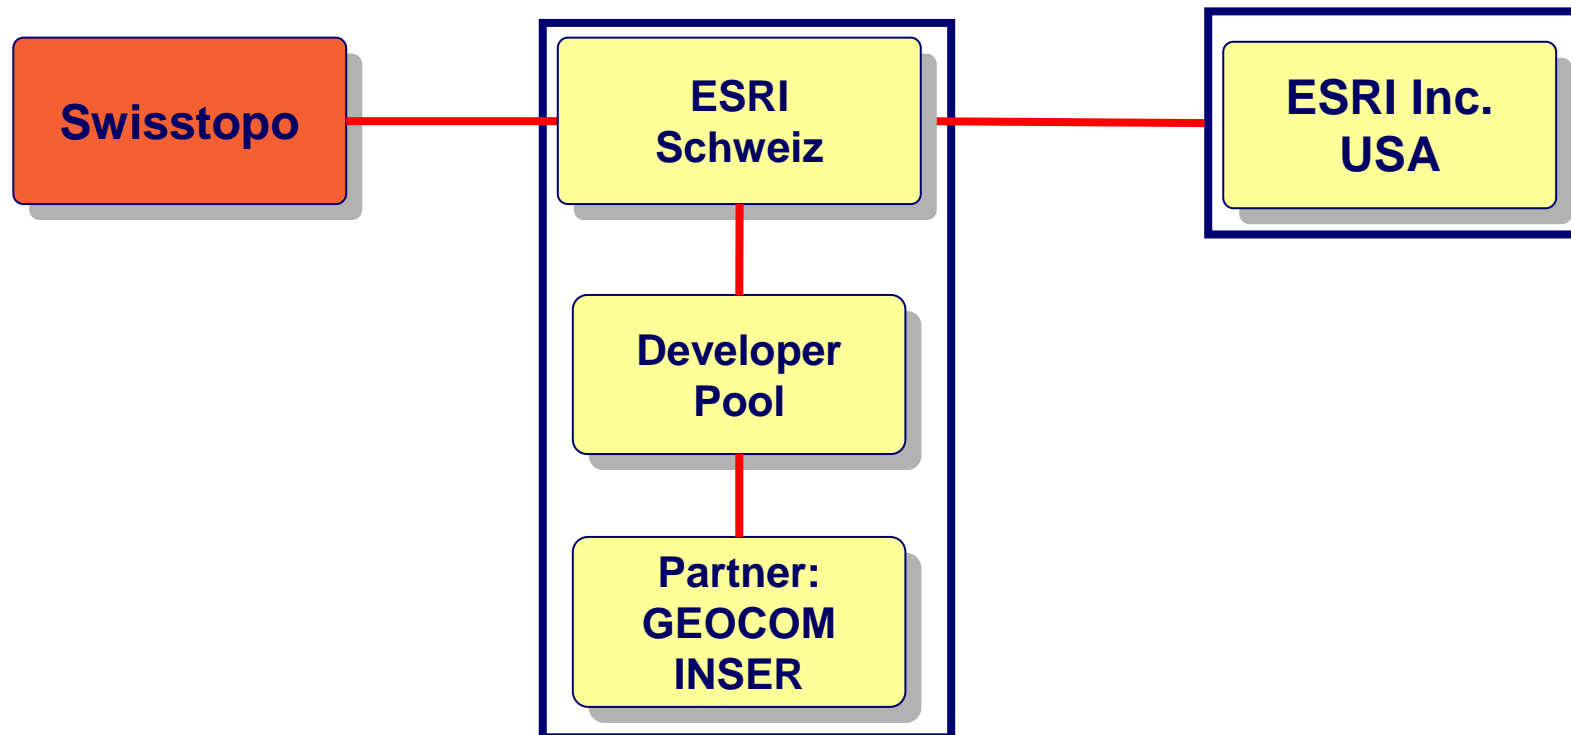 Swisstopo
ESRI
Schweiz
ESRI Inc.
USA
Developer
Pool
Partner:
GEOCOM
INSER